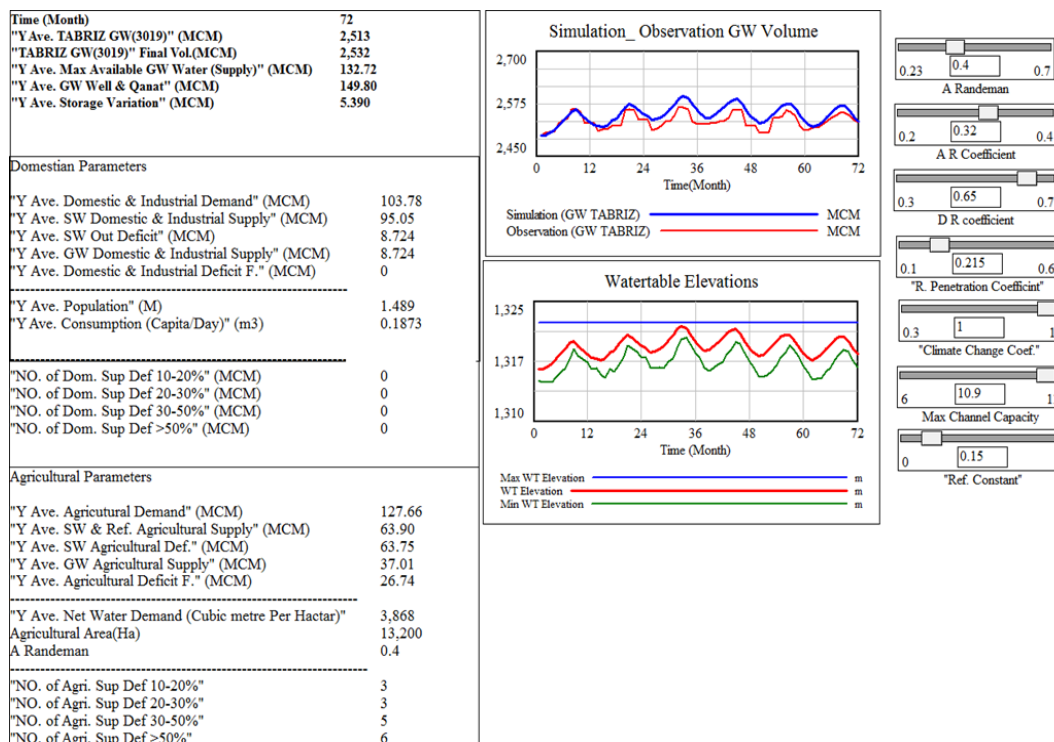 Time (Month) 72
"Y Ave. TABRIZ GW(3019)" (MCM) 2,513
"TABRIZ GW(3019)" Final Vol.(MCM) 2,532
"Y Ave. Max Available GW Water (Supply)" (MCM) 132.72
"Y Ave. GW Well & Qanat" (MCM) 149.80
"Y Ave. Storage Variation" (MCM) 5.390
Domestian Parameters
"Y Ave. Domestic & Industrial Demand" (MCM) 103.78
"Y Ave. SW Domestic & Industrial Supply" (MCM) 95.05
"Y Ave. SW Out Deficit" (MCM) 8.724
"Y Ave. GW Domestic & Industrial Supply" (MCM) 8.724
"Y Ave. Domestic & Industrial Deficit F." (MCM) 0
"Y Ave. Population" (M) 1.489
"Y Ave. Consumption (Capita/Day)" (m3) 0.1873
"NO. of Dom. Sup Def 10-20%" (MCM) 0
"NO. of Dom. Sup Def 20-30%" (MCM) 0
"NO. of Dom. Sup Def 30-50%" (MCM) 0
"NO. of Dom. Sup Def >50%" (MCM) 0
Agricultural Parameters
"Y Ave. Agricutural Demand" (MCM) 127.66
"Y Ave. SW & Ref. Agricultural Supply" (MCM) 63.90
"Y Ave. SW Agricultural Def." (MCM) 63.75
"Y Ave. GW Agricultural Supply" (MCM) 37.01
"Y Ave. Agricultural Deficit F." (MCM) 26.74
"Y Ave. Net Water Demand (Cubic metre Per Hactar)" 3,868
Agricultural Area(Ha) 13,200
A Randeman 0.4
"NO. of Agri. Sup Def 10-20%" 3
"NO. of Agri. Sup Def 20-30%" 3
"NO. of Agri. Sup Def 30-50%" 5
"NO. of Agri. Sup Def >50%" 6
Simulation_ Observation GW Volume
2,700
2,575
2,450
0 12 24 36 48 60 72
Time(Month)
Simulation (GW TABRIZ) MCM
Observation (GW TABRIZ) MCM
Watertable Elevations
1,325
1,317
1,310
0 12 24 36 48 60 72
Time (Month)
Max WT Elevation m
WT Elevation m
Min WT Elevation m
0.23 0.4 0.7
A Randeman
0.2 0.32 0.4
A R Coefficient
0.3 0.65 0.7
D R coefficient
0.1 0.215 0.6
"R. Penetration Coefficint"
0.3 1
"Climate Change Coef."
6 10.9
Max Channel Capacity
0 0.15
"Ref. Constant"